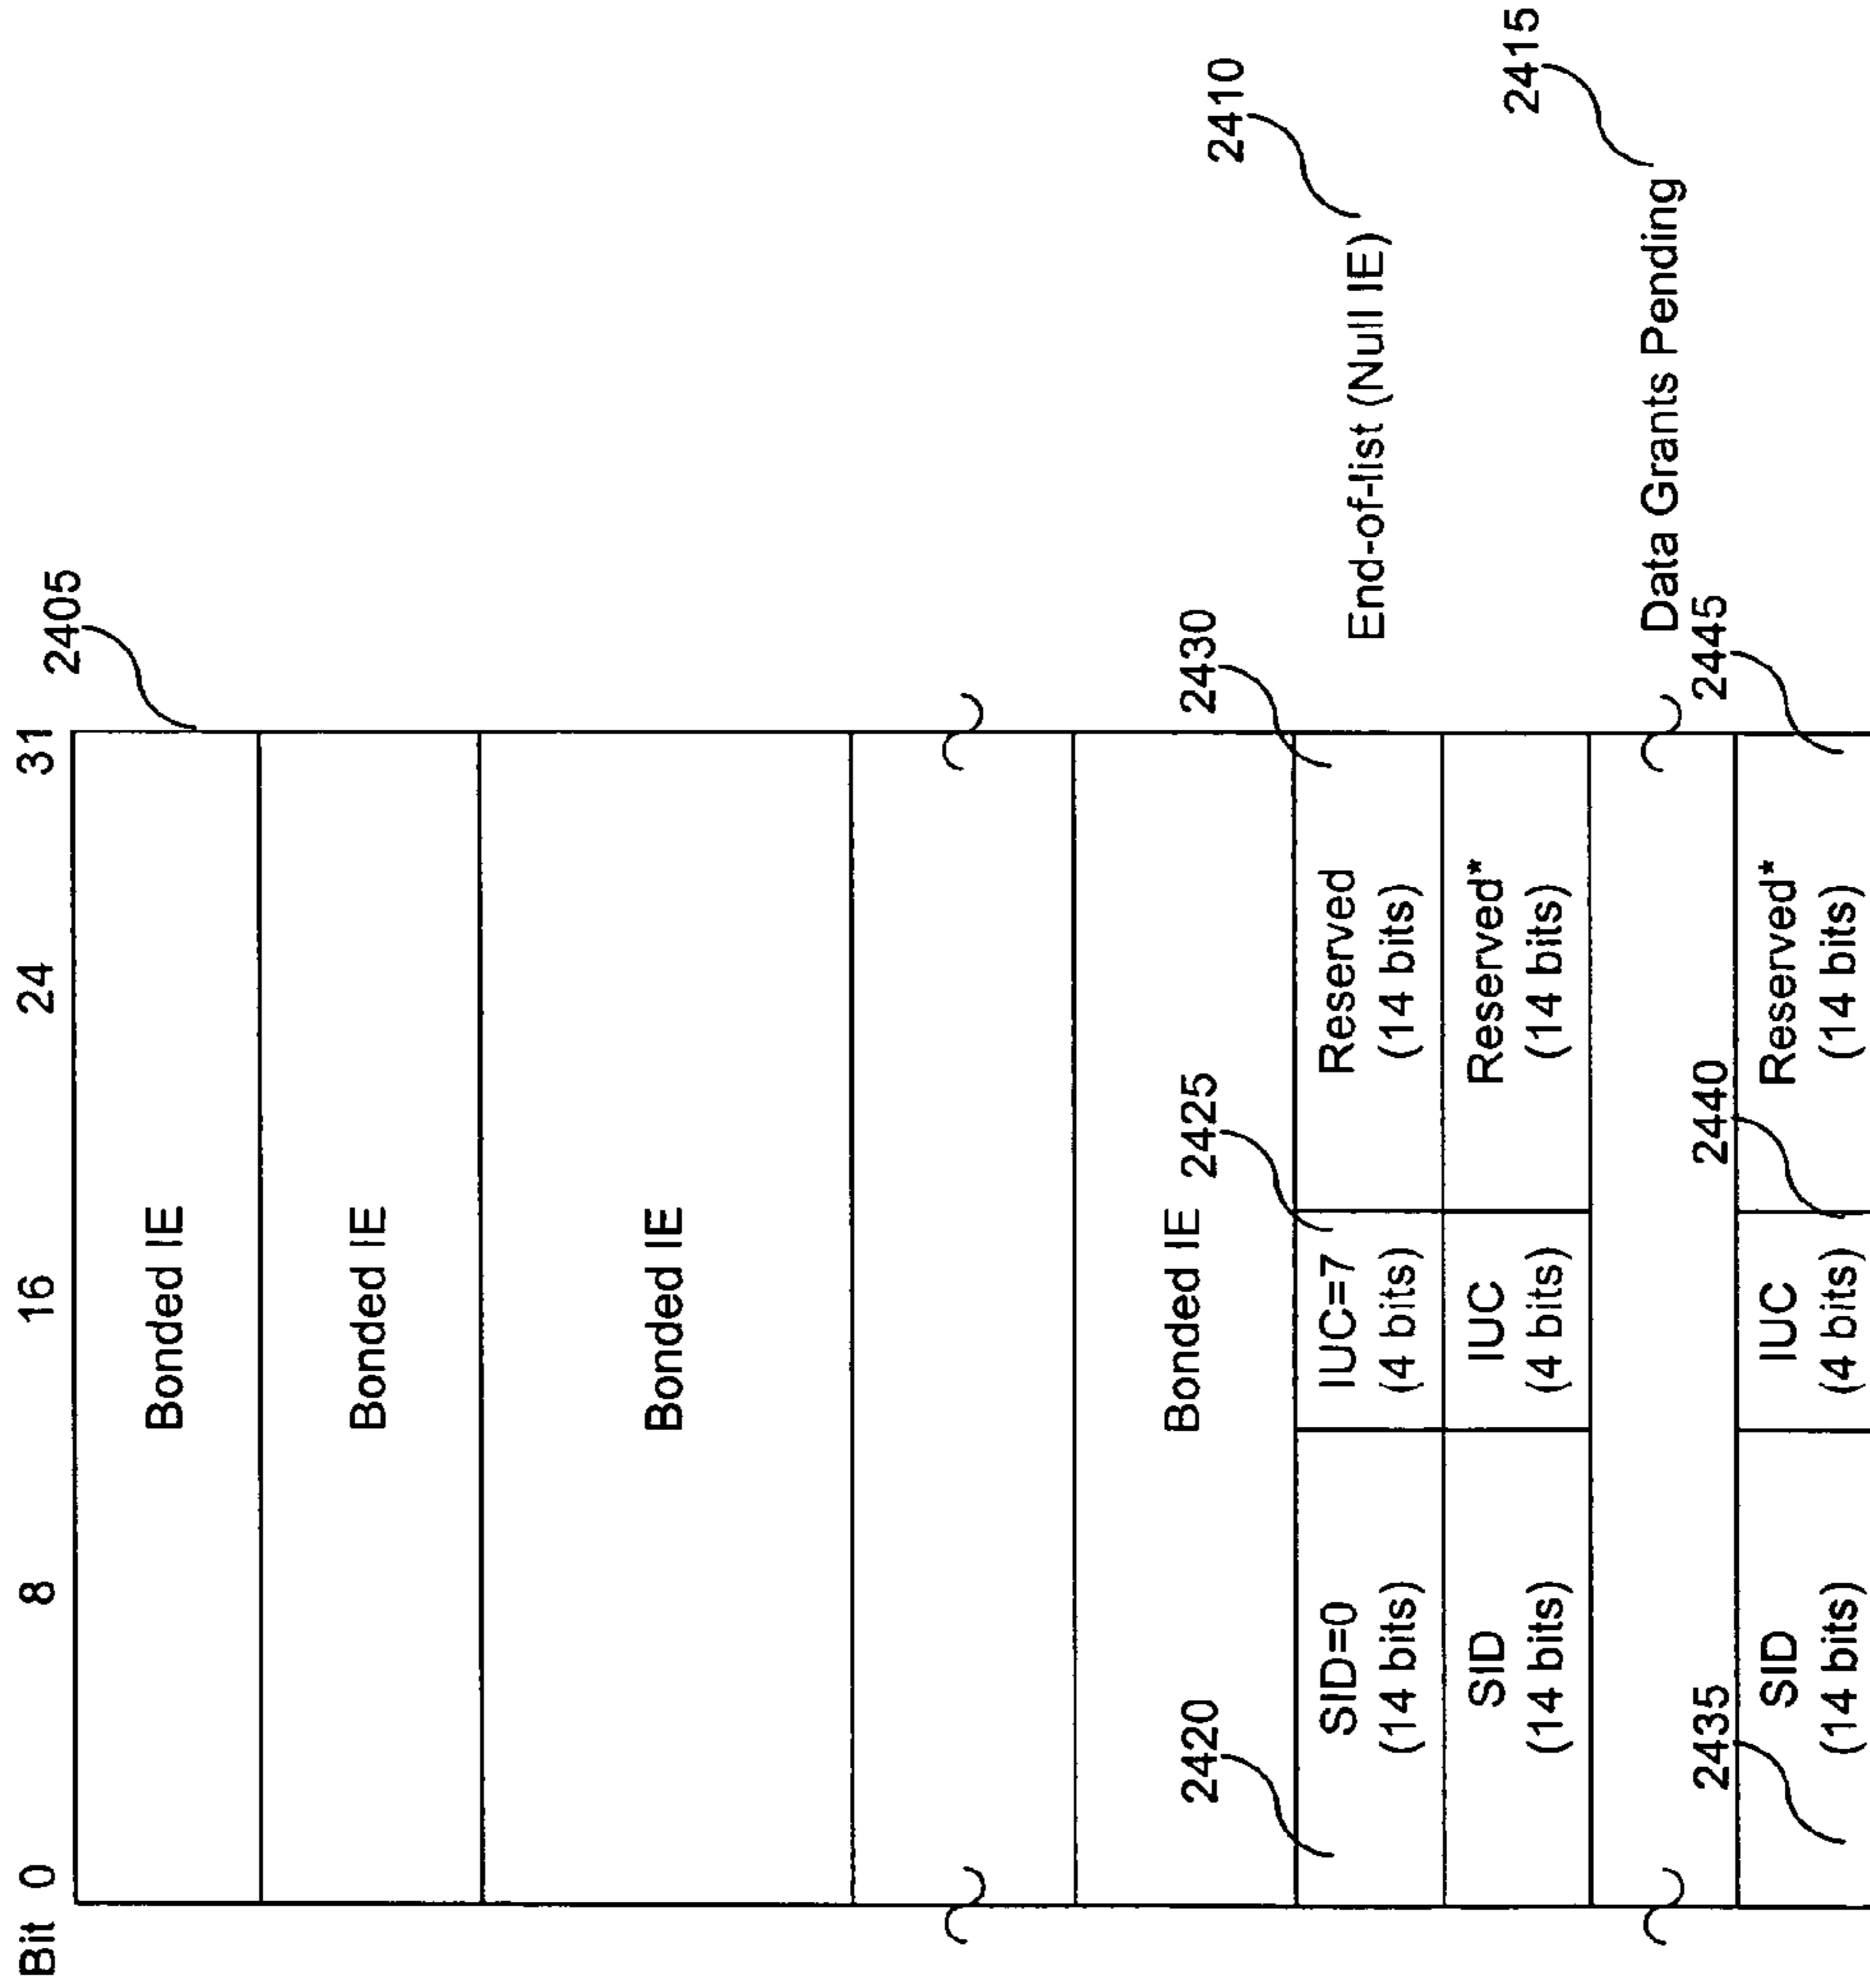 Bit 0 8 16 24 31
2405
Bonded IE
Bonded IE
Bonded IE
Bonded IE
2420
2425
2430
2410
SID=0
(14 bits)
IUC=7
(4 bits)
Reserved
(14 bits)
End-of-list (Null IE)
SID
(14 bits)
IUC
(4 bits)
Reserved*
(14 bits)
2415
Data Grants Pending
2435
2440
2445
SID
(14 bits)
IUC
(4 bits)
Reserved*
(14 bits)